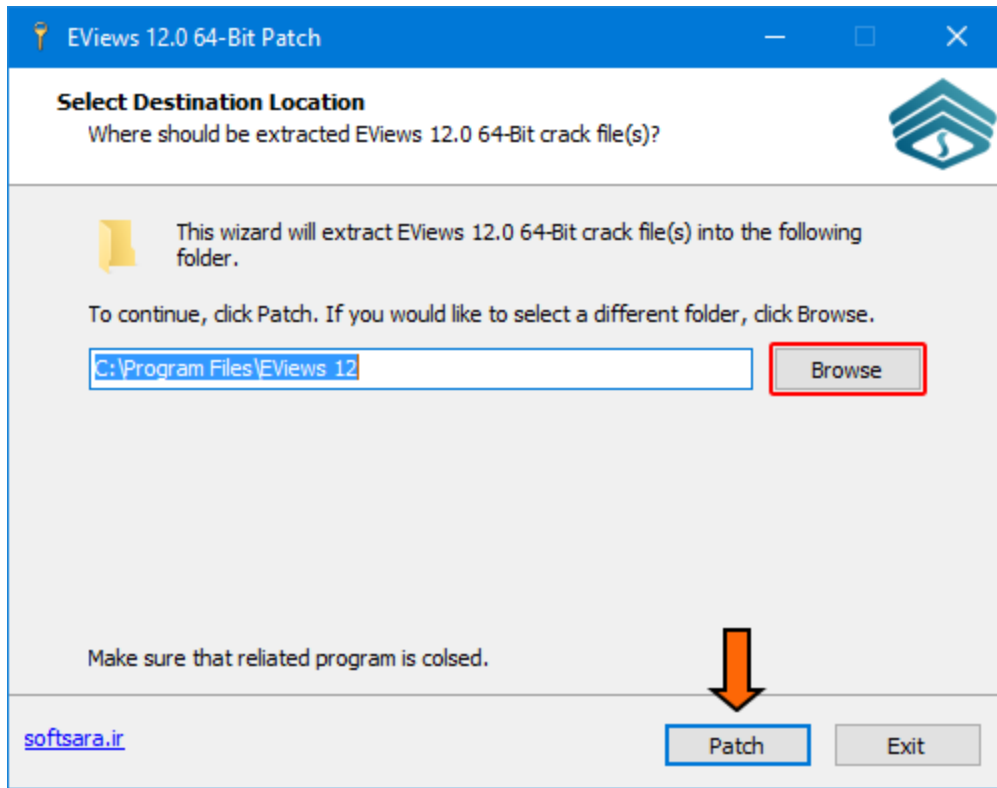 EViews 12.0 64-Bit Patch
Select Destination Location
Where should be extracted EViews 12.0 64-Bit crack file(s)?
This wizard will extract EViews 12.0 64-Bit crack file(s) into the following
folder.
To continue, click Patch. If you would like to select a different folder, click Browse.
C:\Program Files\EViews 12
Browse
Make sure that reliated program is colsed.
softsara.ir
Patch
Exit